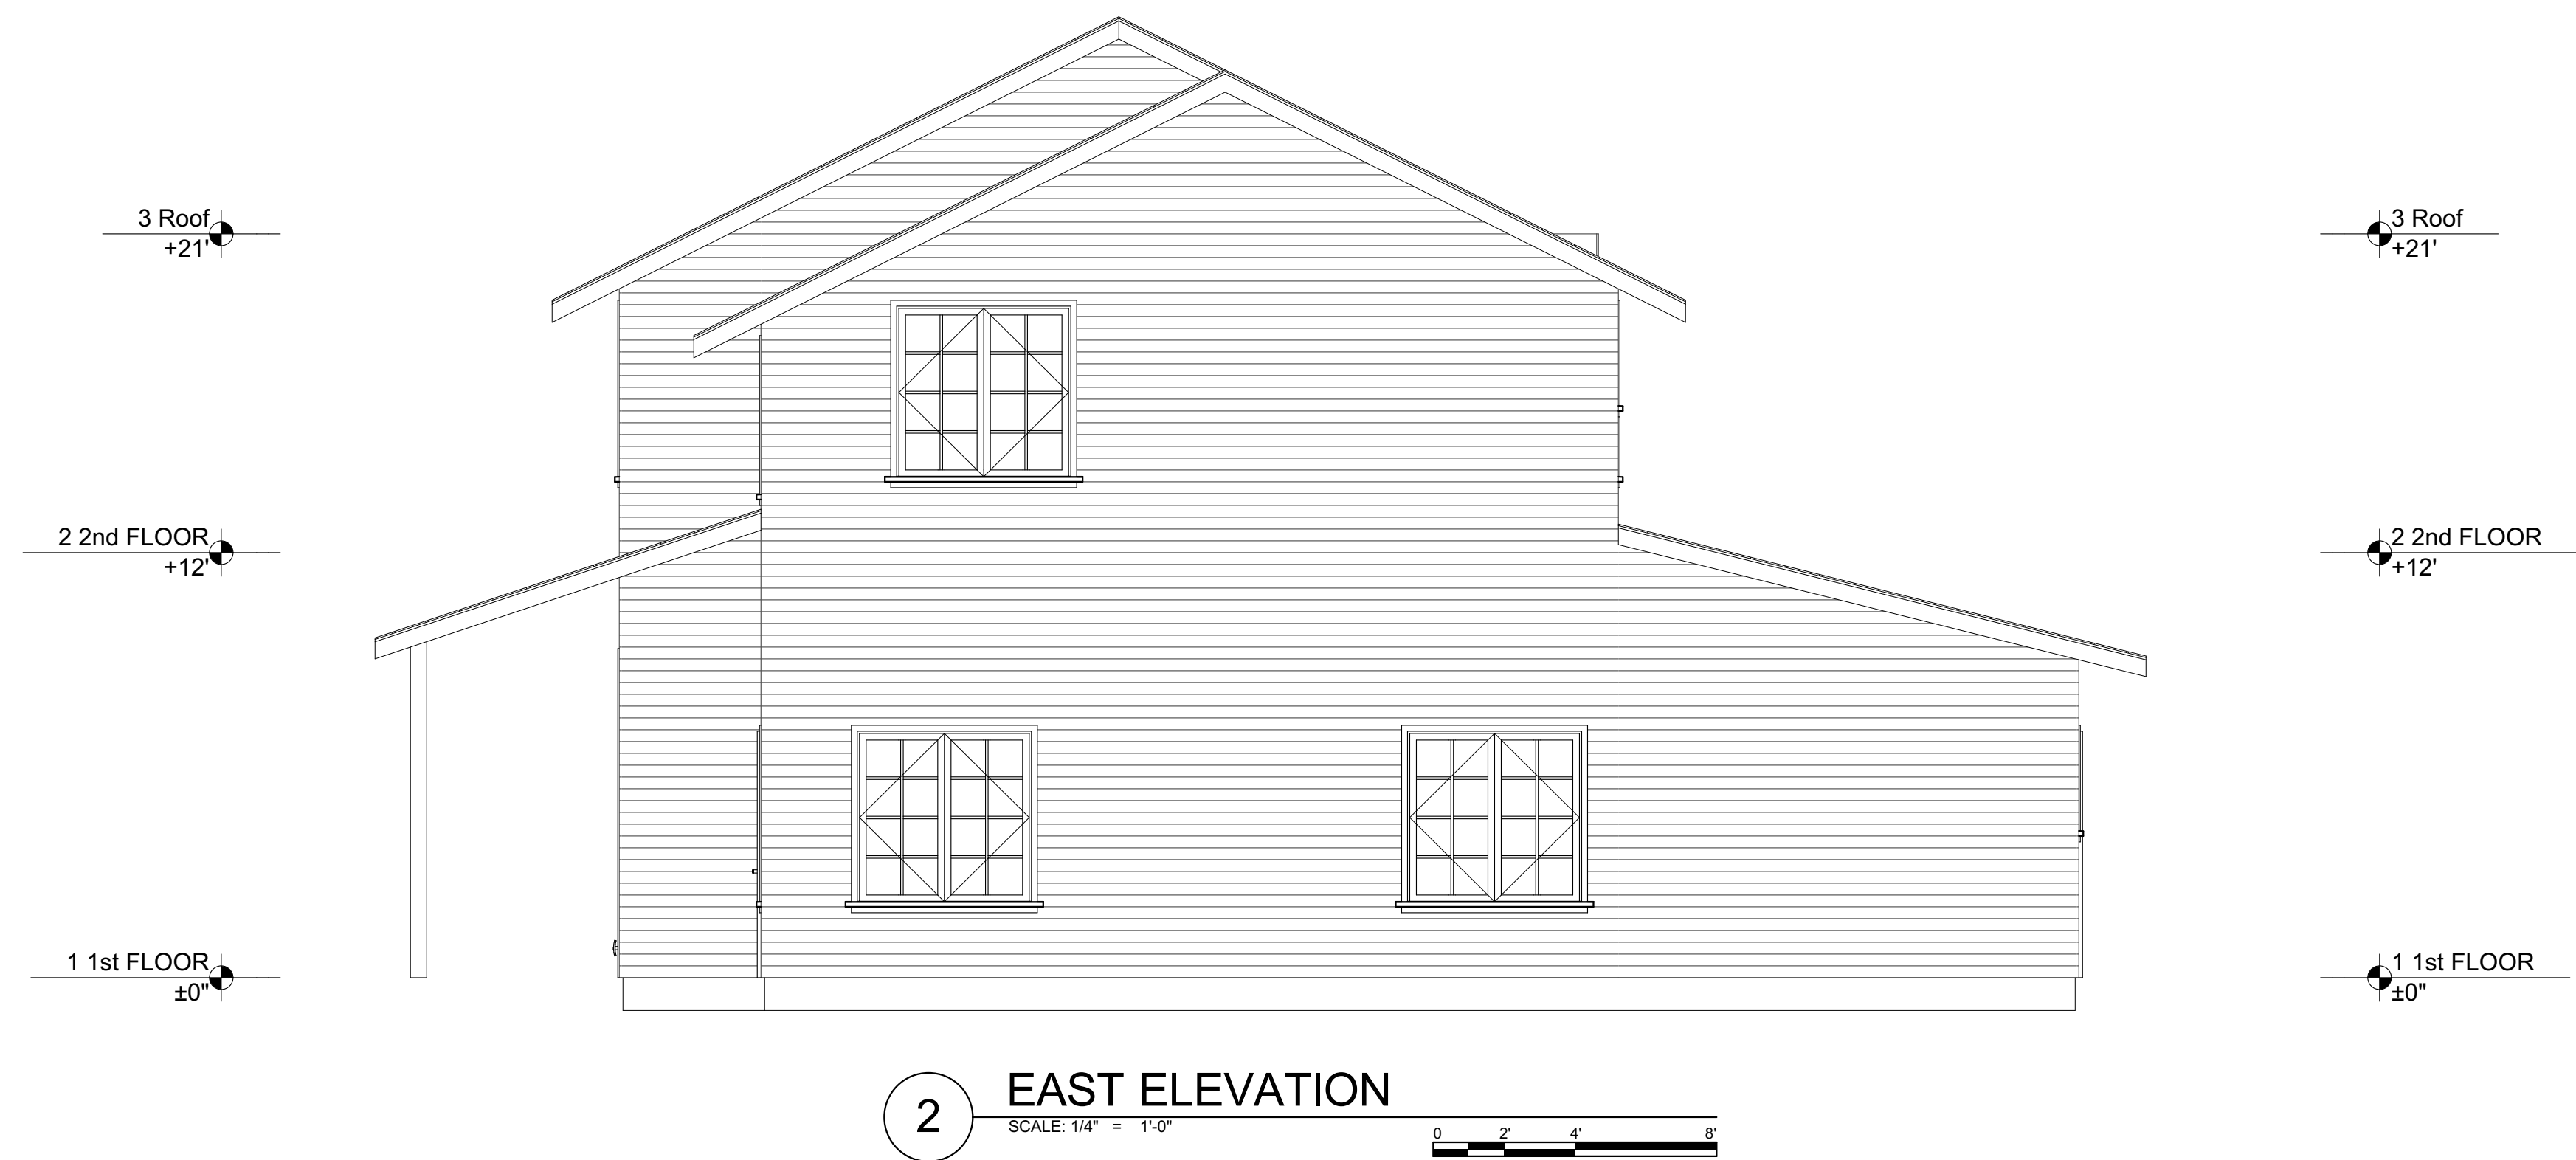 3 Roof
+21'
3 Roof
+21'
2 2nd FLOOR
+12'
2 2nd FLOOR
+12'
1 1st FLOOR
±0"
1 1st FLOOR
±0"
2
EAST ELEVATION
SCALE: 1/4" = 1'-0"
0 2' 4' 8'